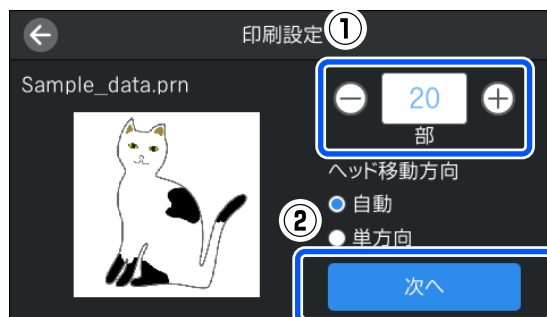 印刷設定
①
Sample_data.prn
20
部
ヘッド移動方向
自動
②
単方向
次へ